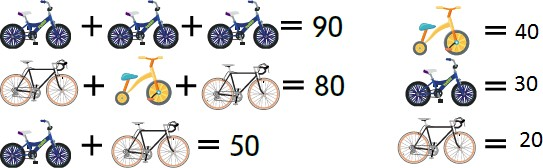 + + = 90
+ + = 80
+ = 50
= 40
= 30
= 20